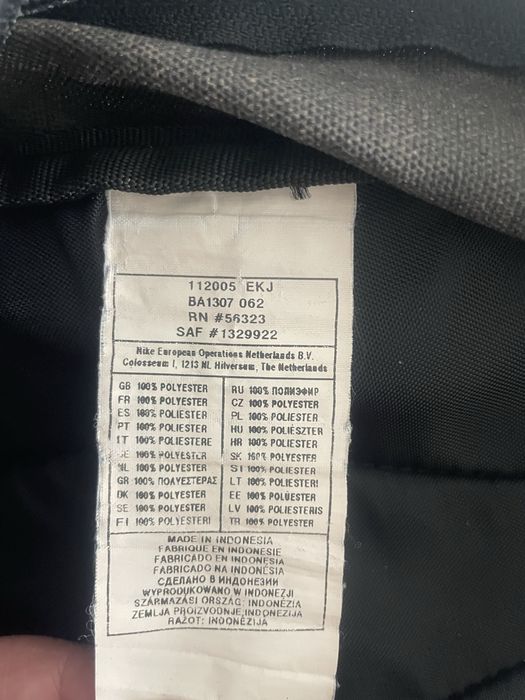 112005 EKJ
BA1307 062
RN #56323
SAF #1329922
Nike European Operations Netherlands B.V.
Colosseum 1, 1213 NL Hilversum, The Netherlands
GB 100% POLYESTER
FR 100% POLYESTER
ES 100% POLIESTER
PT 100% POLIESTER
IT 100% POLIESTERE
DE 100% POLYESTER
NL 100% POLYESTER
GR 100% ΠΟΛΥΕΣΤΕΡΑΣ
DK 100% POLYESTER
SE 100% POLYESTER
FI 100% POLYESTERI
RU 100% ПОЛИЭФИР
CZ 100% POLYESTER
PL 100% POLIESTER
HU 100% POLIÉSZTER
HR 100% POLIESTER
SK 100% POLYESTER
SI 100% POLIESTER
LT 100% POLIESTERI
EE 100% POLÜESTER
LV 100% POLIESTERIS
TR 100% POLYESTER
MADE IN INDONESIA
FABRIQUE EN INDONESIE
FABRICADO EN INDONESIA
FABRICADO NA INDONÉSIA
СДЕЛАНО В ИНДОНЕЗИИ
WYPRODUKOWANO W INDONEZJI
SZÁRMAZÁSI ORSZÁG: INDONÉZIA
ZEMLJA PROIZVODNJE INDONEZIJA
RAŽOT: INDONĒZIJA